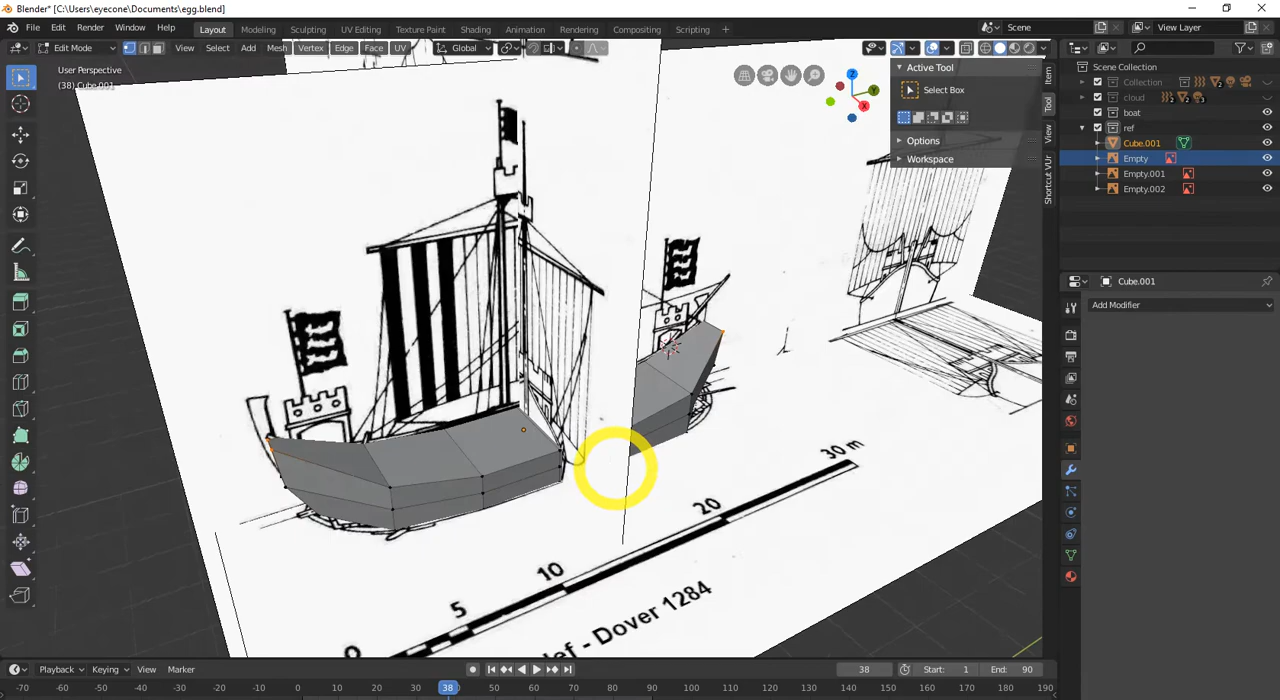 Blender* [C:\Users\eyecone\Documents\egg.blend]
File Edit Render Window Help
Layout Modeling Sculpting UV Editing Texture Paint Shading Animation Rendering Compositing Scripting +
Scene
View Layer
Edit Mode View Select Add Mesh Vertex Edge Face UV Global
User Perspective
(38) Cube.001
Z
Y
X
Active Tool
Select Box
Options
Workspace
Item
Tool
View
Shortcut VUr
Scene Collection
Collection
cloud
boat
ref
Cube.001
Empty
Empty.001
Empty.002
Cube.001
Add Modifier
30 m
20
10
5
0
ef - Dover 1284
Playback Keying View Marker
38
Start: 1
End: 90
-70 -60 -50 -40 -30 -20 -10 0 10 20 30 38 50 60 70 80 90 100 110 120 130 140 150 160 170 180 190